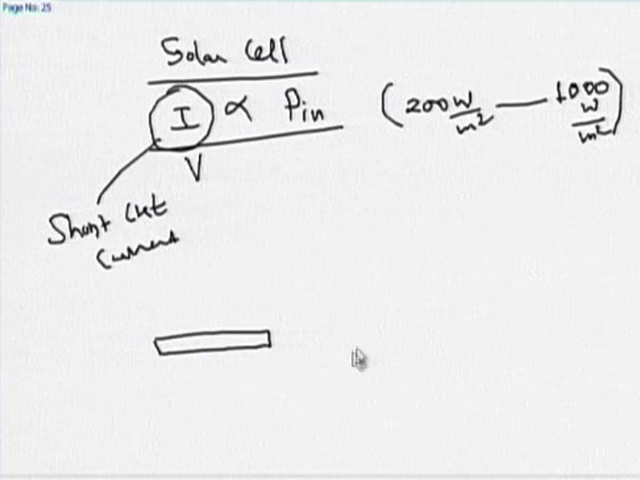 Page No: 25
Solar Cell
I ∝ Pin (200 W/m² — 1000 W/m²)
V
Short Ckt
Current